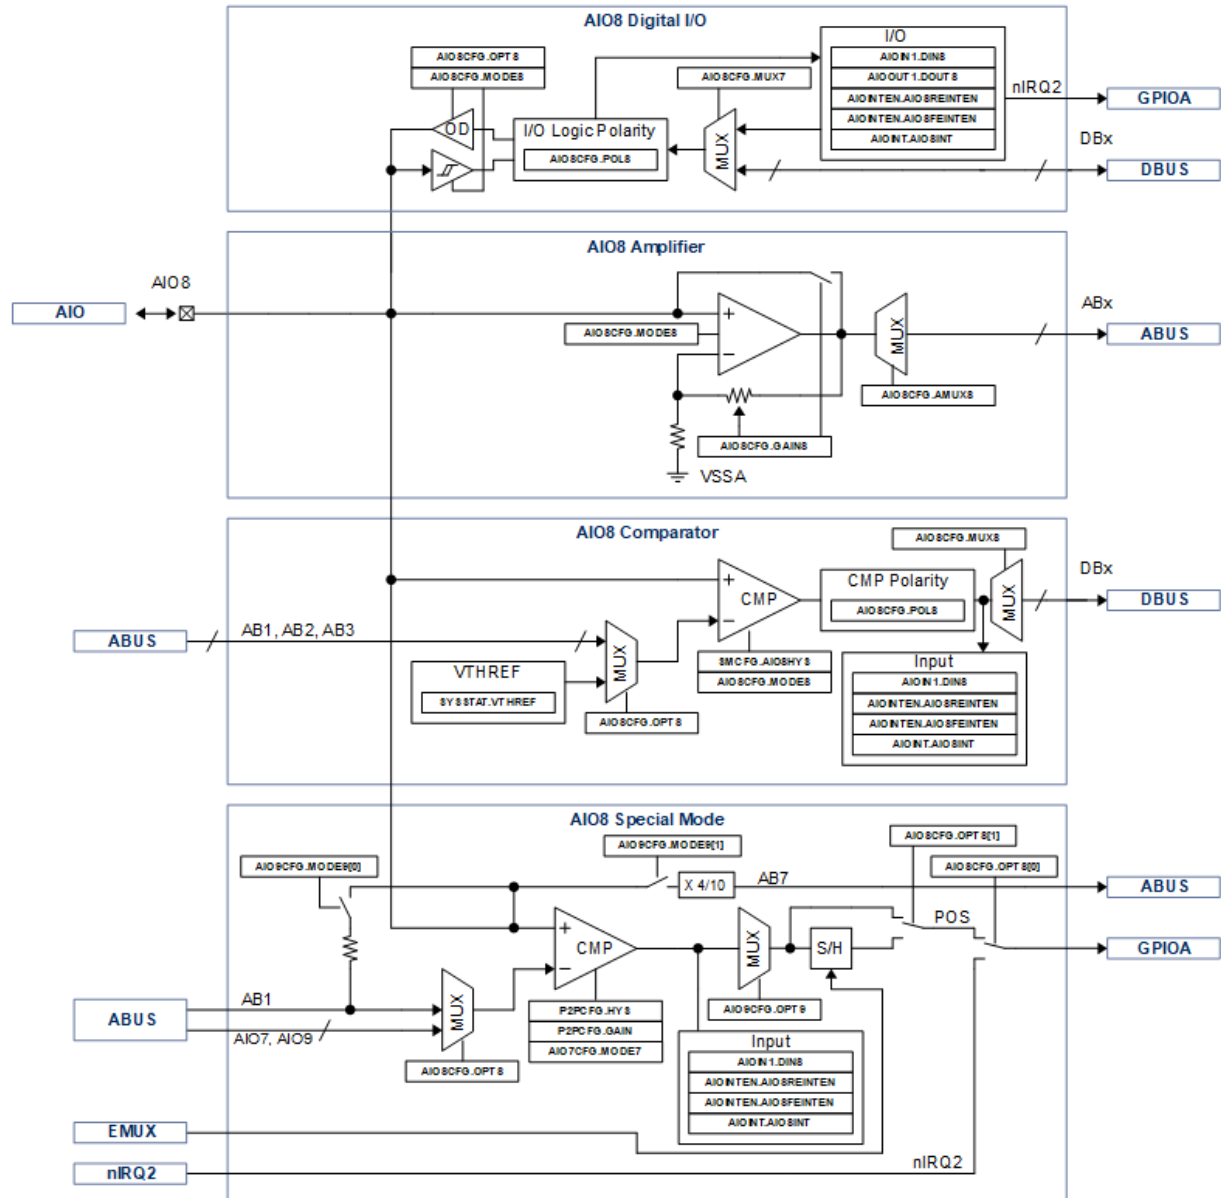 AIO8 Digital I/O
AIO8CFG.OPT8
AIO8CFG.MODE8
AIO8CFG.MUX7
I/O
AIOIN1.DIN8
AIOOUT1.DOUT8
AIOINTEN.AIO8REINTEN
AIOINTEN.AIO8FEINTEN
AIOINT.AIO8INT
nIRQ2
GPIOA
OD
I/O Logic Polarity
AIO8CFG.POL8
MUX
DBx
DBUS
AIO8 Amplifier
AIO8
AIO
AIO8CFG.MODE8
+
−
MUX
ABx
ABUS
AIO8CFG.AMUX8
AIO8CFG.GAIN8
VSSA
AIO8 Comparator
AIO8CFG.MUX8
+
CMP
−
CMP Polarity
AIO8CFG.POL8
MUX
DBx
DBUS
ABUS
AB1, AB2, AB3
MUX
VTHREF
SYSSTAT.VTHREF
AIO8CFG.OPT8
SMCFG.AIO8HYS
AIO8CFG.MODE8
Input
AIOIN1.DIN8
AIOINTEN.AIO8REINTEN
AIOINTEN.AIO8FEINTEN
AIOINT.AIO8INT
AIO8 Special Mode
AIO8CFG.OPT8[1]
AIO9CFG.MODE9[1]
AIO9CFG.MODE9[0]
AIO8CFG.OPT8[0]
X 4/10
AB7
ABUS
+
CMP
−
MUX
S/H
POS
GPIOA
ABUS
AB1
AIO7, AIO9
MUX
AIO8CFG.OPT8
P2PCFG.HYS
P2PCFG.GAIN
AIO7CFG.MODE7
AIO9CFG.OPT9
Input
AIOIN1.DIN8
AIOINTEN.AIO8REINTEN
AIOINTEN.AIO8FEINTEN
AIOINT.AIO8INT
EMUX
nIRQ2
nIRQ2